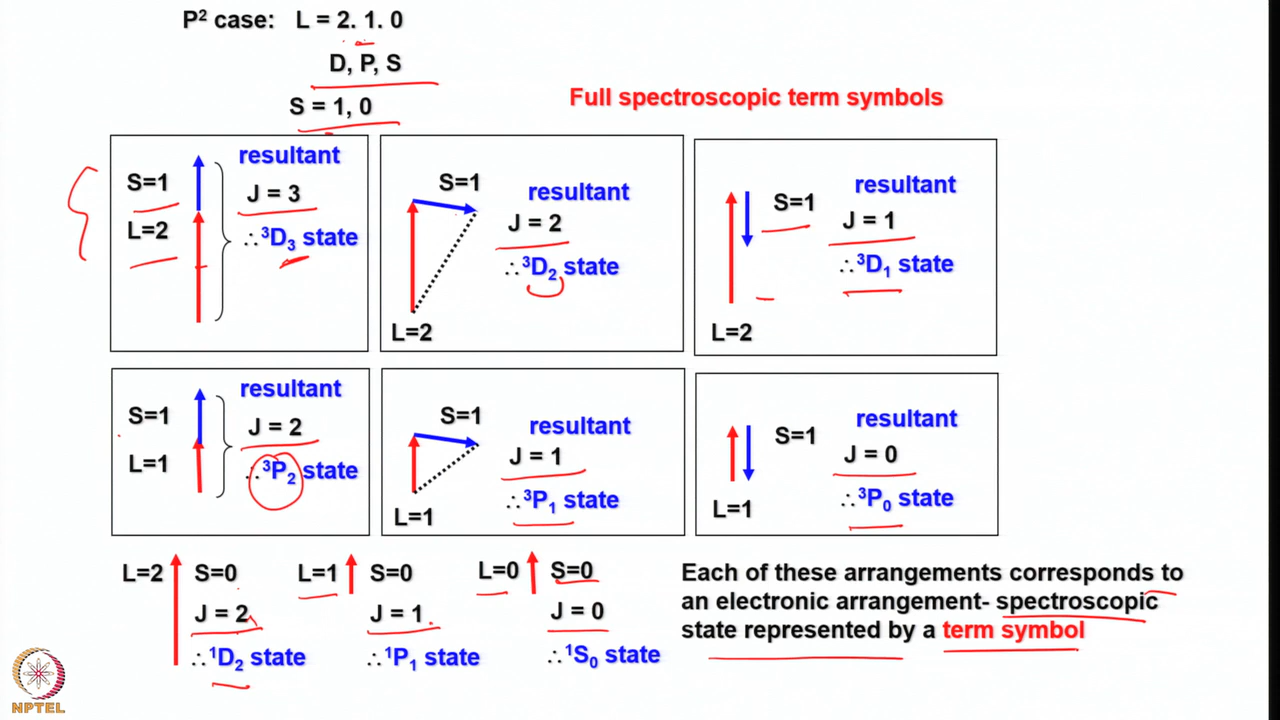 P² case: L = 2. 1. 0
D, P, S
S = 1, 0
Full spectroscopic term symbols
S=1
L=2
resultant
J = 3
∴³D₃ state
S=1
resultant
J = 2
∴³D₂ state
L=2
S=1
resultant
J = 1
∴³D₁ state
L=2
S=1
L=1
resultant
J = 2
∴³P₂ state
S=1
resultant
J = 1
∴³P₁ state
L=1
S=1
resultant
J = 0
∴³P₀ state
L=1
L=2 S=0
J = 2
∴¹D₂ state
L=1 S=0
J = 1
∴¹P₁ state
L=0 S=0
J = 0
∴¹S₀ state
Each of these arrangements corresponds to
an electronic arrangement- spectroscopic
state represented by a term symbol
NPTEL